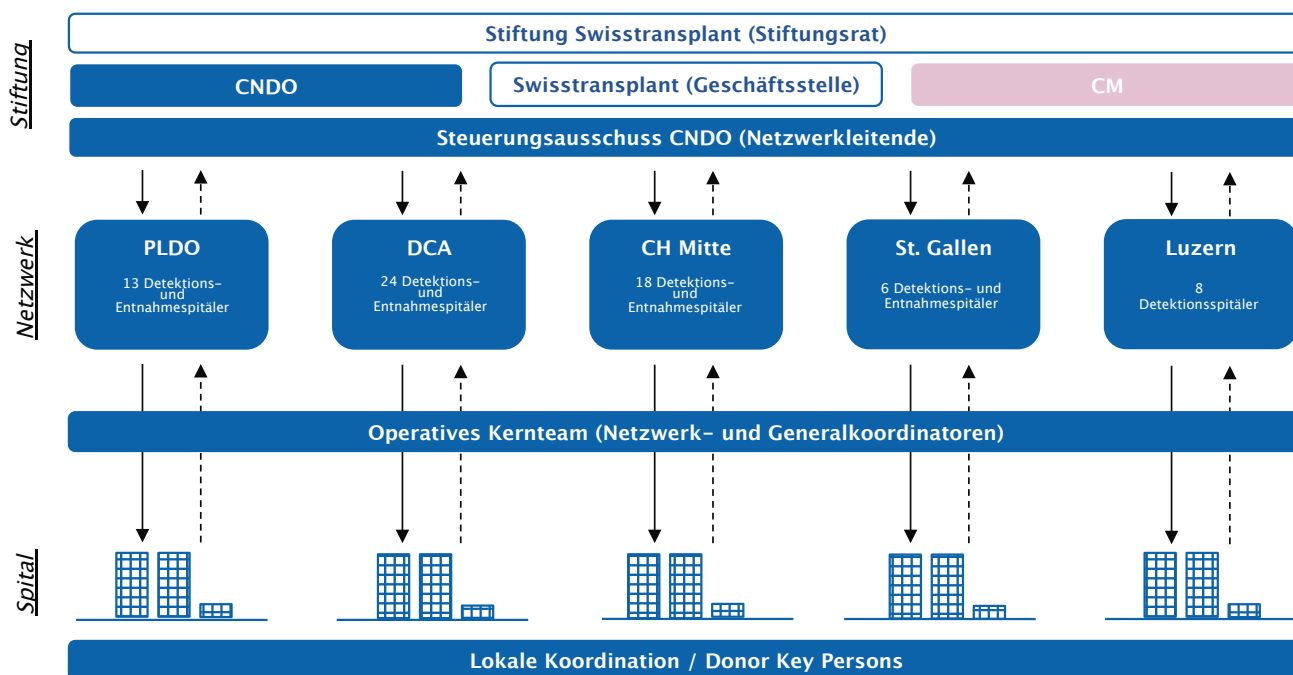 Stiftung
Stiftung Swisstransplant (Stiftungsrat)
CNDO
Swisstransplant (Geschäftsstelle)
CM
Steuerungsausschuss CNDO (Netzwerkleitende)
Netzwerk
PLDO
13 Detektions-
und
Entnahmespitäler
DCA
24 Detektions-
und
Entnahmespitäler
CH Mitte
18 Detektions-
und
Entnahmespitäler
St. Gallen
6 Detektions- und
Entnahmespitäler
Luzern
8
Detektionsspitäler
Operatives Kernteam (Netzwerk- und Generalkoordinatoren)
Spital
Lokale Koordination / Donor Key Persons